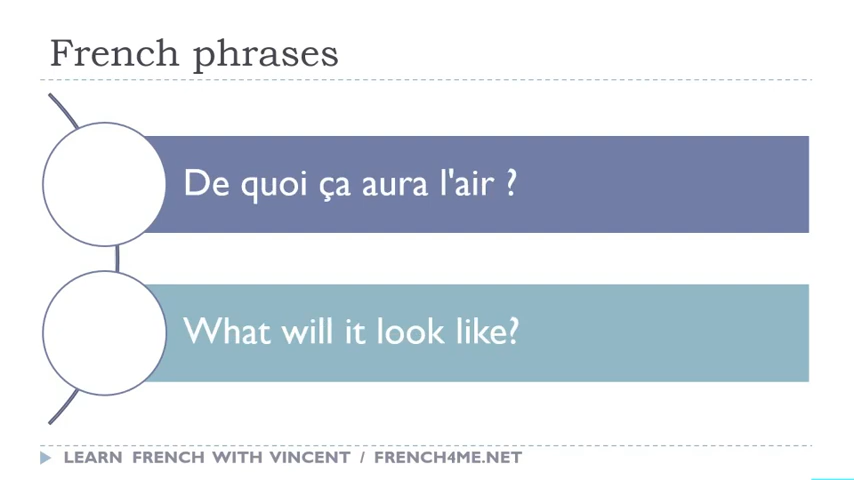 French phrases
De quoi ça aura l'air ?
What will it look like?
LEARN FRENCH WITH VINCENT / FRENCH4ME.NET